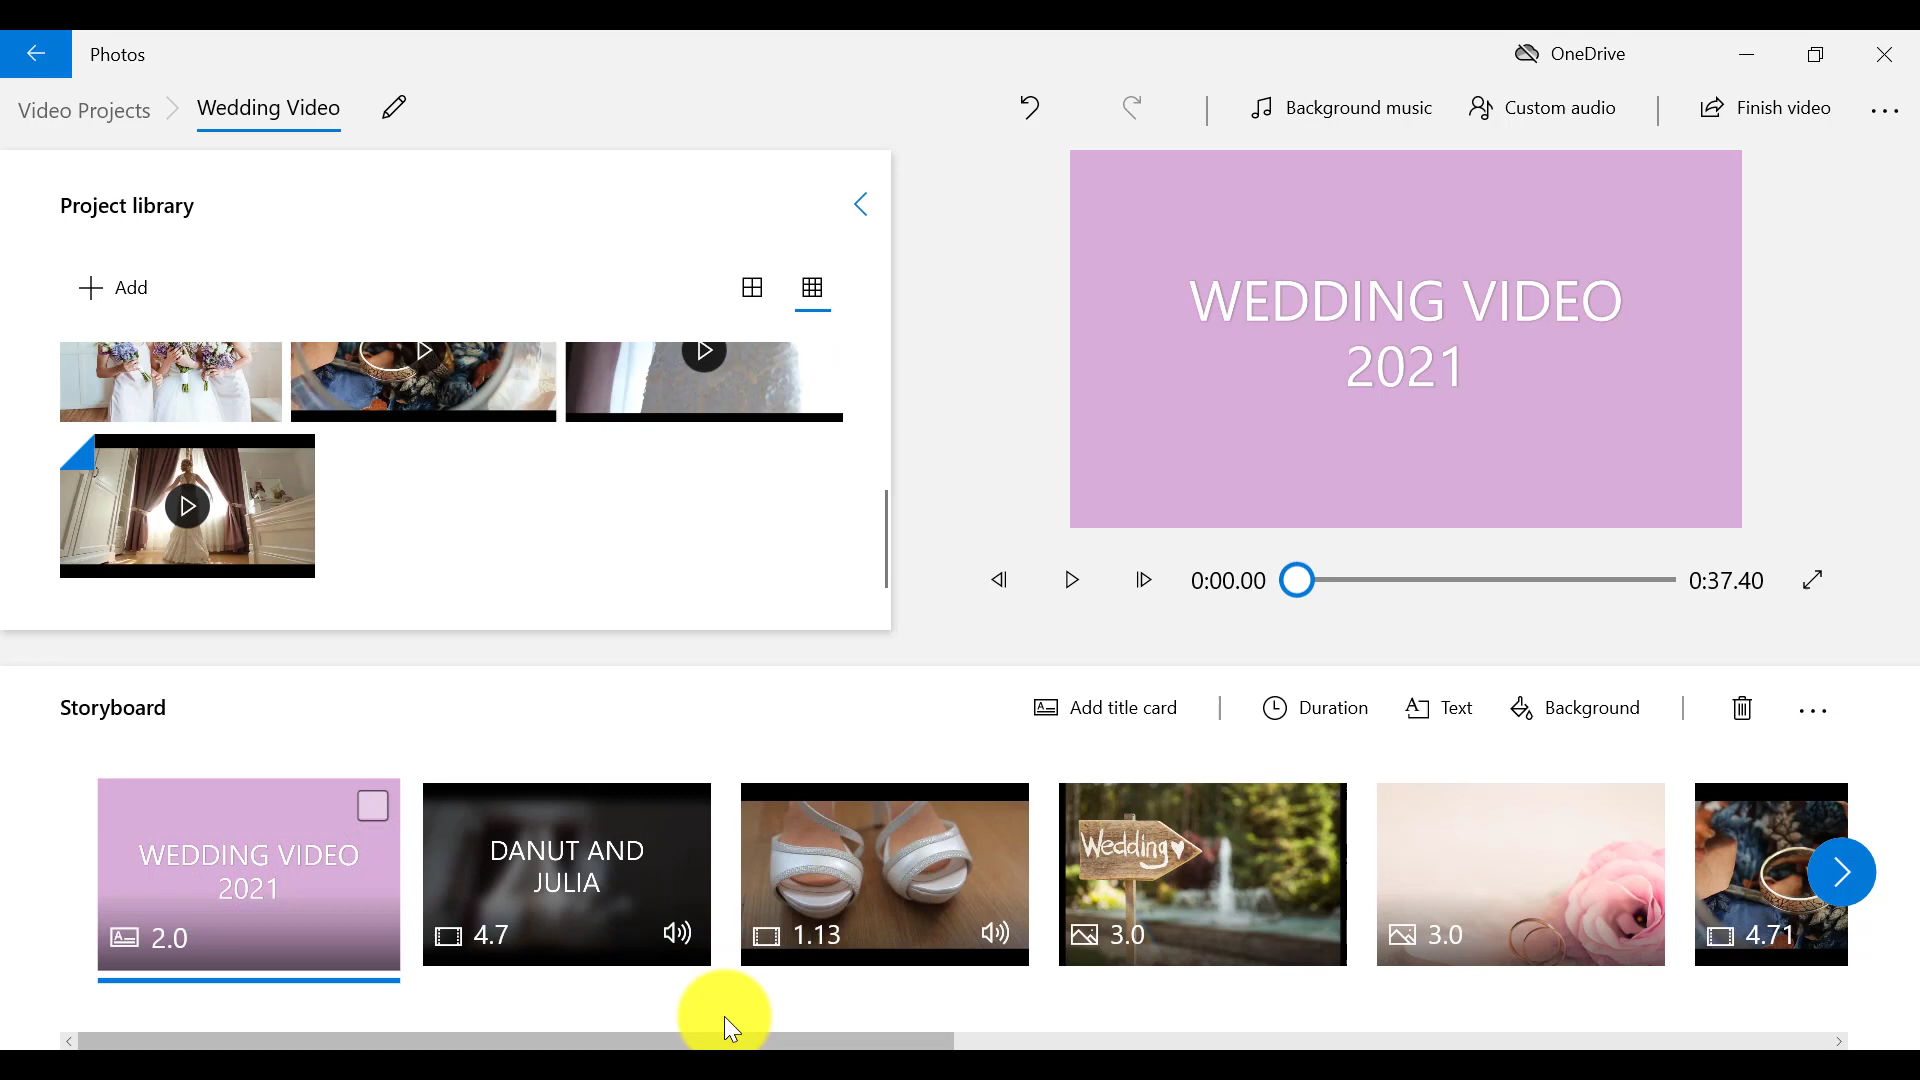 Photos
OneDrive
Video Projects
Wedding Video
Background music
Custom audio
Finish video
Project library
Add
WEDDING VIDEO
2021
0:00.00
0:37.40
Storyboard
Add title card
Duration
Text
Background
WEDDING VIDEO
2021
2.0
DANUT AND
JULIA
4.7
1.13
Wedding
3.0
3.0
4.71